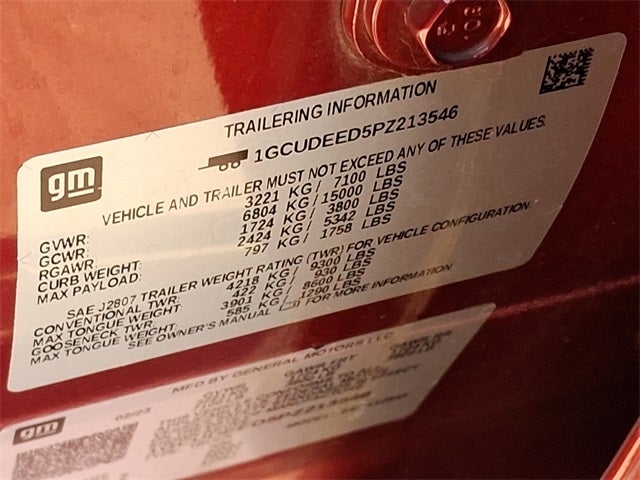 TRAILERING INFORMATION
gm
1GCUDEED5PZ213546
VEHICLE AND TRAILER MUST NOT EXCEED ANY OF THESE VALUES.
GVWR: 3221 KG/ 7100 LBS
GCWR: 6804 KG/15000 LBS
RGAWR: 1724 KG/ 3800 LBS
CURB WEIGHT: 2424 KG/ 5342 LBS
MAX PAYLOAD: 797 KG/ 1758 LBS
SAE J2807 TRAILER WEIGHT RATING (TWR) FOR VEHICLE CONFIGURATION.
CONVENTIONAL TWR: 4218 KG/ 9300 LBS
MAX TONGUE WEIGHT: 422 KG/ 930 LBS
GOOSENECK TWR: 3901 KG/ 8600 LBS
MAX TONGUE WEIGHT: 585 KG/ 1290 LBS
SEE OWNER'S MANUAL FOR MORE INFORMATION
gm
02/23
MFD BY GENERAL MOTORS LLC